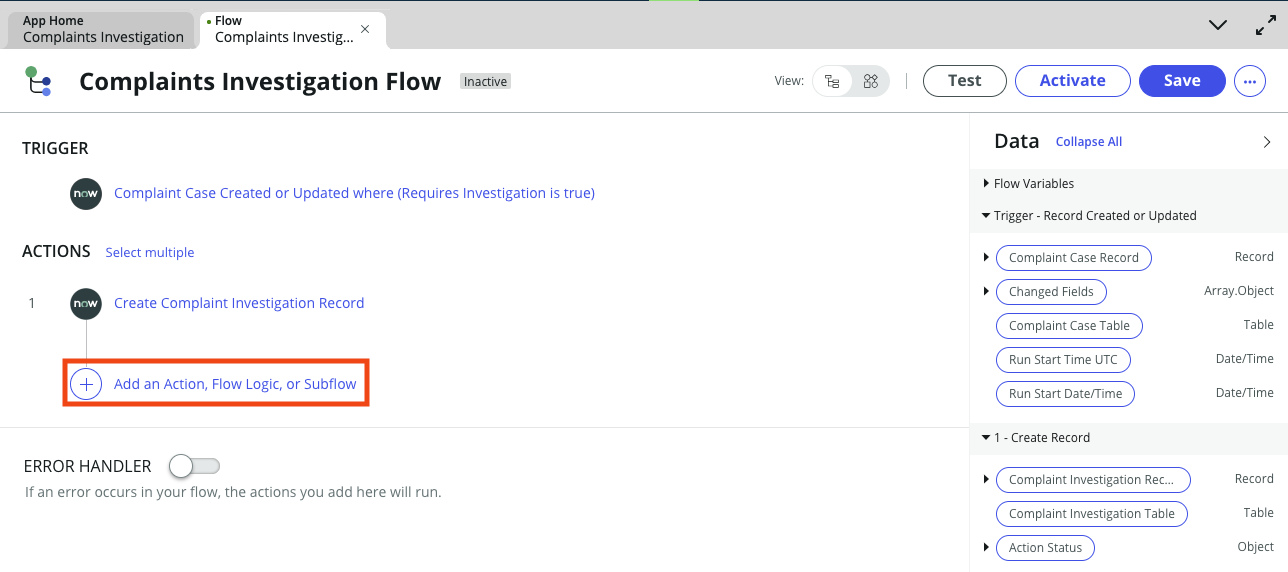 App Home
Complaints Investigation
Flow
Complaints Investig...
Complaints Investigation Flow
Inactive
View:
Test
Activate
Save
TRIGGER
now
Complaint Case Created or Updated where (Requires Investigation is true)
ACTIONS
Select multiple
1
now
Create Complaint Investigation Record
Add an Action, Flow Logic, or Subflow
ERROR HANDLER
If an error occurs in your flow, the actions you add here will run.
Data
Collapse All
Flow Variables
Trigger - Record Created or Updated
Complaint Case Record
Record
Changed Fields
Array.Object
Complaint Case Table
Table
Run Start Time UTC
Date/Time
Run Start Date/Time
Date/Time
1 - Create Record
Complaint Investigation Rec...
Record
Complaint Investigation Table
Table
Action Status
Object